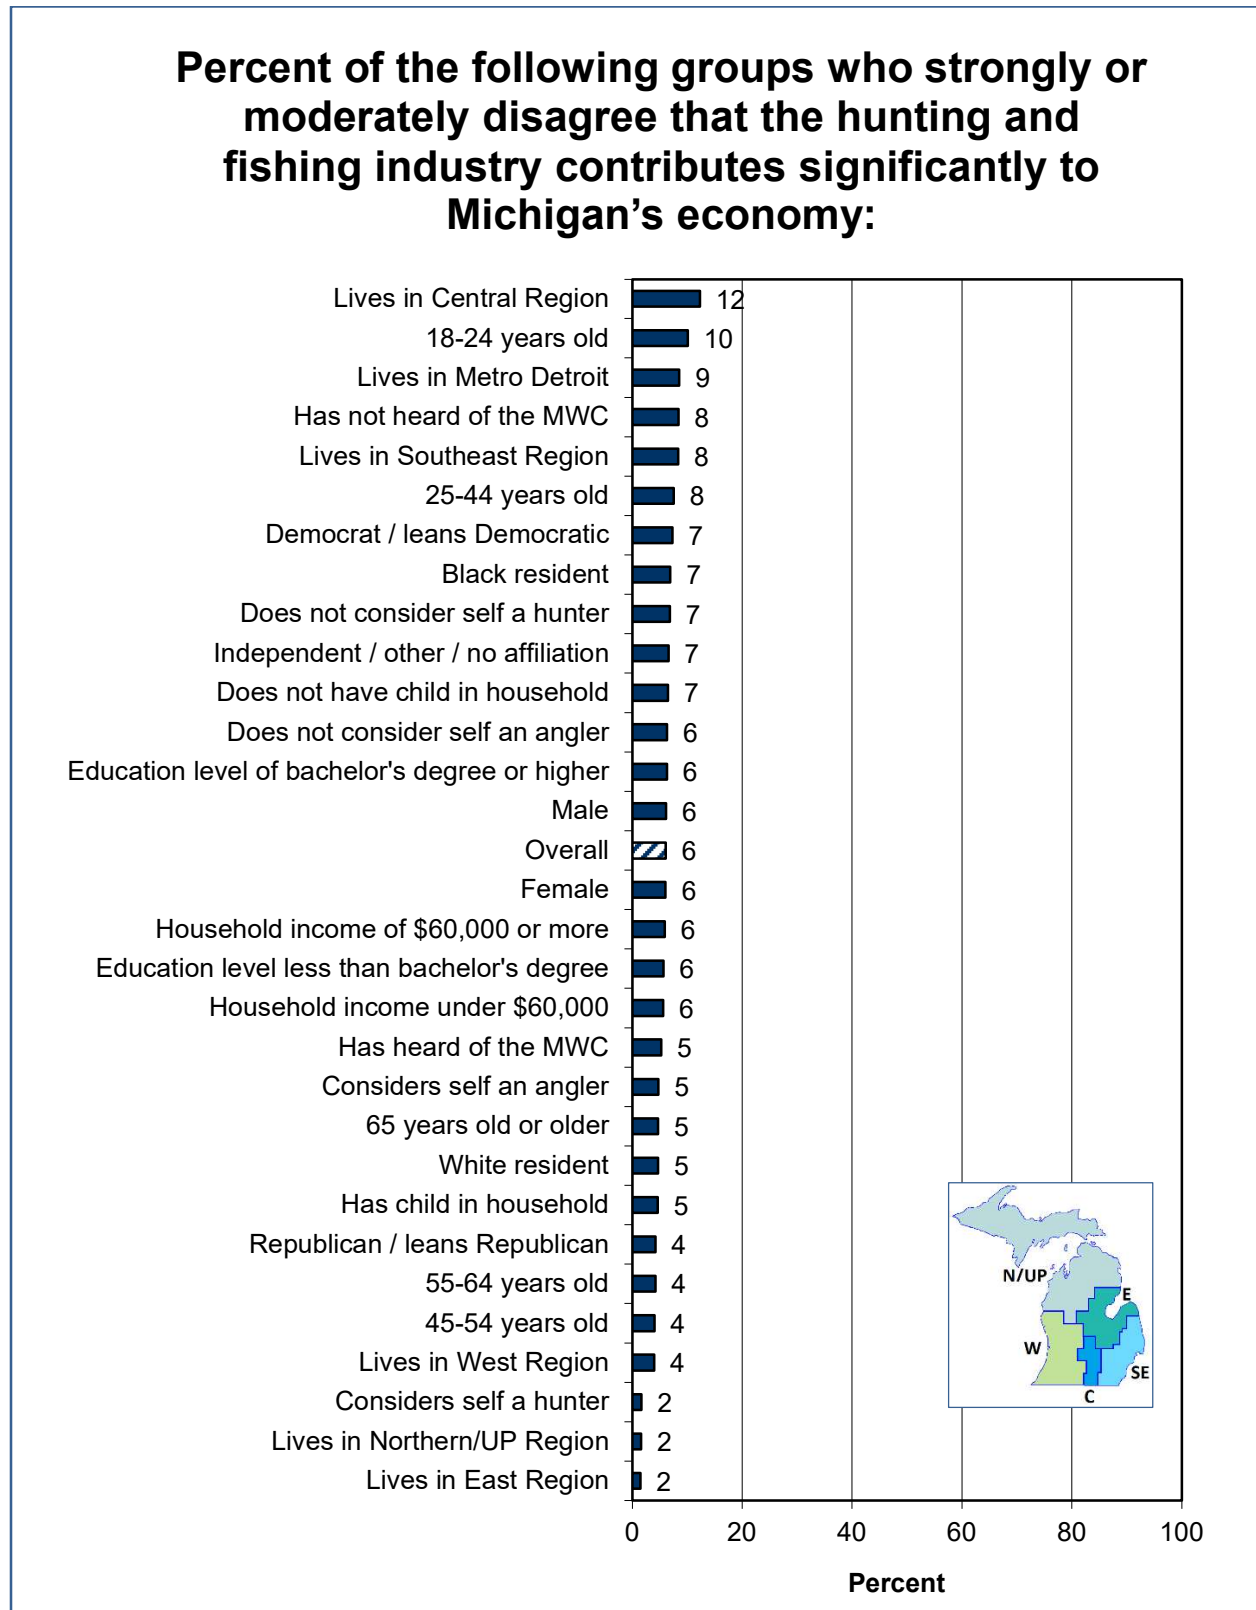 Percent of the following groups who strongly or
moderately disagree that the hunting and
fishing industry contributes significantly to
Michigan’s economy:
Lives in Central Region 12
18-24 years old 10
Lives in Metro Detroit 9
Has not heard of the MWC 8
Lives in Southeast Region 8
25-44 years old 8
Democrat / leans Democratic 7
Black resident 7
Does not consider self a hunter 7
Independent / other / no affiliation 7
Does not have child in household 7
Does not consider self an angler 6
Education level of bachelor's degree or higher 6
Male 6
Overall 6
Female 6
Household income of $60,000 or more 6
Education level less than bachelor's degree 6
Household income under $60,000 6
Has heard of the MWC 5
Considers self an angler 5
65 years old or older 5
White resident 5
Has child in household 5
Republican / leans Republican 4
55-64 years old 4
45-54 years old 4
Lives in West Region 4
Considers self a hunter 2
Lives in Northern/UP Region 2
Lives in East Region 2
N/UP
E
W
SE
C
0 20 40 60 80 100
Percent